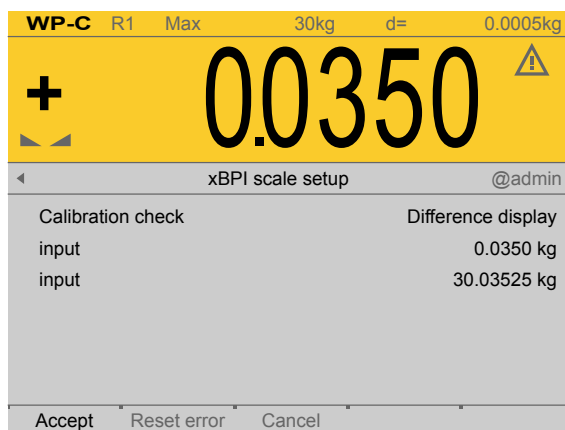 WP-C R1 Max 30kg d= 0.0005kg
+ 0.0350
xBPI scale setup @admin
Calibration check Difference display
input 0.0350 kg
input 30.03525 kg
Accept Reset error Cancel